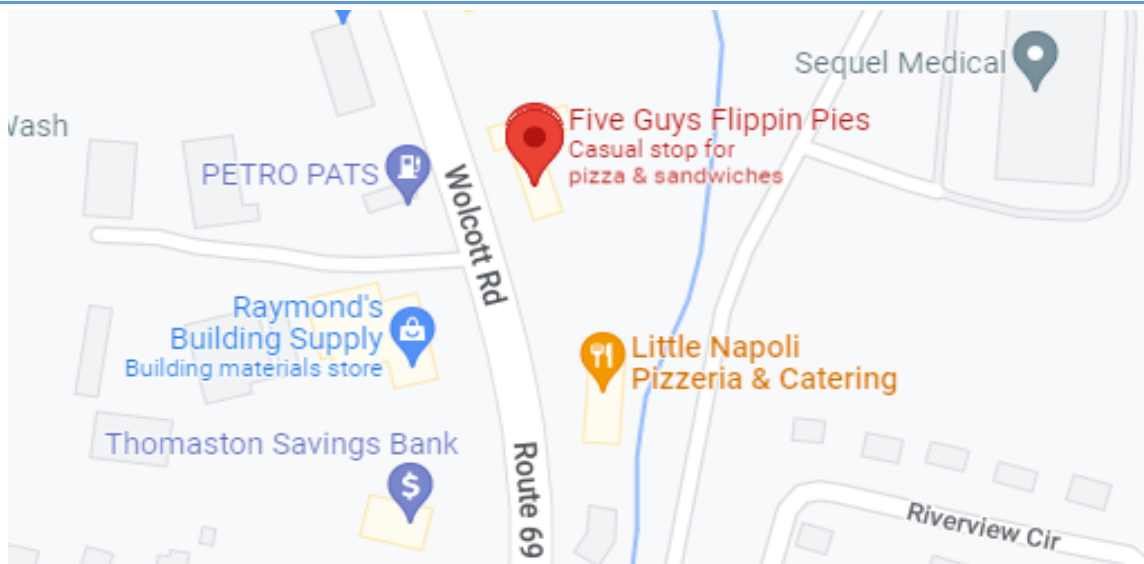 Sequel Medical
Five Guys Flippin Pies
Casual stop for
pizza & sandwiches
PETRO PATS
Wolcott Rd
Raymond's
Building Supply
Building materials store
Little Napoli
Pizzeria & Catering
Thomaston Savings Bank
$
Route 69
Riverview Cir